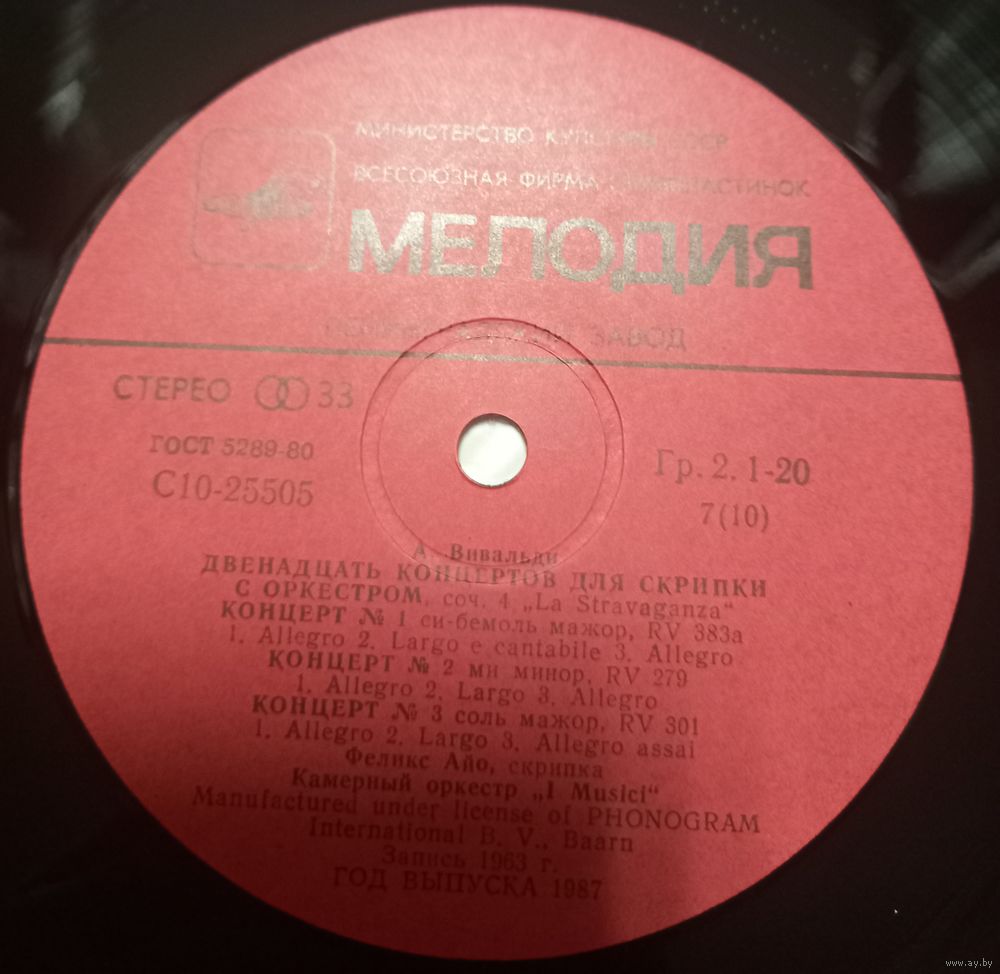 МИНИСТЕРСТВО КУЛЬТУРЫ СССР
ВСЕСОЮЗНАЯ ФИРМА ГРАМПЛАСТИНОК
МЕЛОДИЯ
ЗАВОД
СТЕРЕО 33
ГОСТ 5289-80
С10-25505
Гр. 2. 1-20
7(10)
А. Вивальди
ДВЕНАДЦАТЬ КОНЦЕРТОВ ДЛЯ СКРИПКИ
С ОРКЕСТРОМ, соч. 4 „La Stravaganza“
КОНЦЕРТ № 1 си-бемоль мажор, RV 383a
1. Allegro 2. Largo e cantabile 3. Allegro
КОНЦЕРТ № 2 ми минор, RV 279
1. Allegro 2. Largo 3. Allegro
КОНЦЕРТ № 3 соль мажор, RV 301
1. Allegro 2. Largo 3. Allegro assai
Феликс Айо, скрипка
Камерный оркестр „I Musici“
Manufactured under license of PHONOGRAM
International B. V., Baarn
Запись 1963 г.
ГОД ВЫПУСКА 1987
www.ay.by